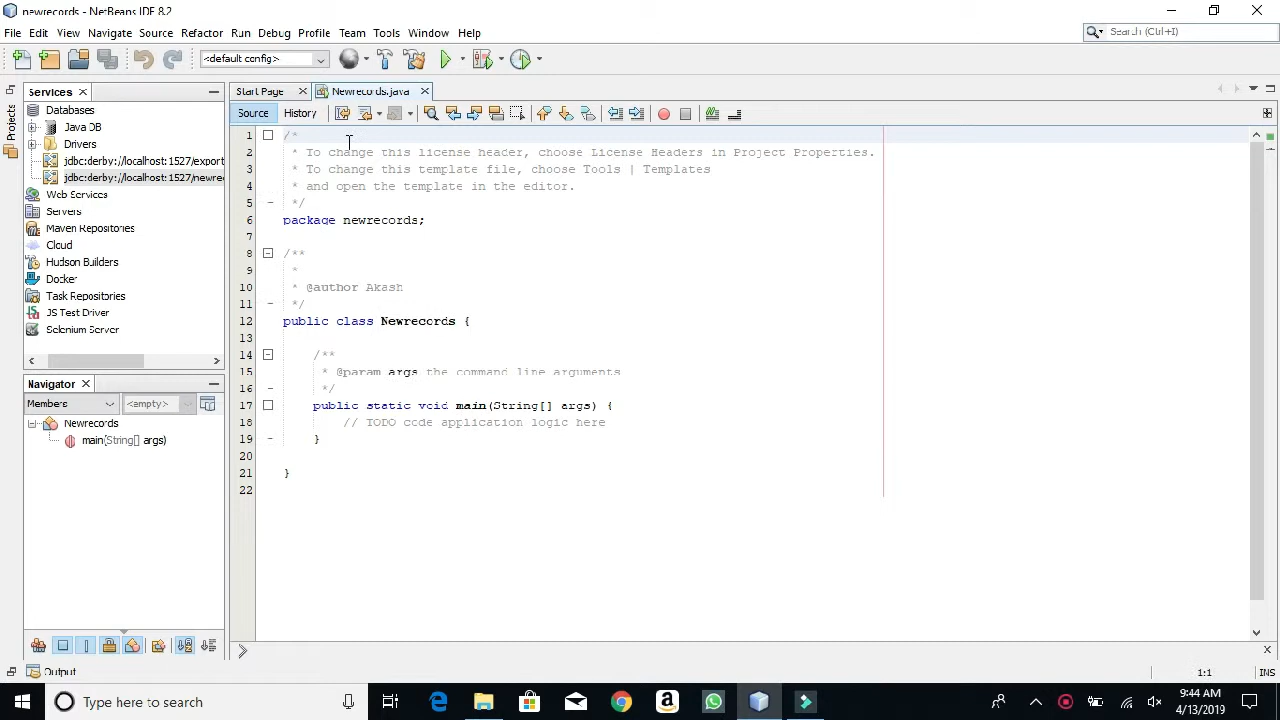 newrecords - NetBeans IDE 8.2
File Edit View Navigate Source Refactor Run Debug Profile Team Tools Window Help
Search (Ctrl+I)
<default config>
Projects
Services
Databases
Java DB
Drivers
jdbc:derby://localhost:1527/export
jdbc:derby://localhost:1527/newrec
Web Services
Servers
Maven Repositories
Cloud
Hudson Builders
Docker
Task Repositories
JS Test Driver
Selenium Server
Navigator
Members <empty>
Newrecords
main(String[] args)
Start Page Newrecords.java
Source History
1 /*
2 * To change this license header, choose License Headers in Project Properties.
3 * To change this template file, choose Tools | Templates
4 * and open the template in the editor.
5 */
6 package newrecords;
7
8 /**
9 *
10 * @author Akash
11 */
12 public class Newrecords {
13
14 /**
15 * @param args the command line arguments
16 */
17 public static void main(String[] args) {
18 // TODO code application logic here
19 }
20
21 }
22
Output
1:1 INS
Type here to search
9:44 AM
4/13/2019